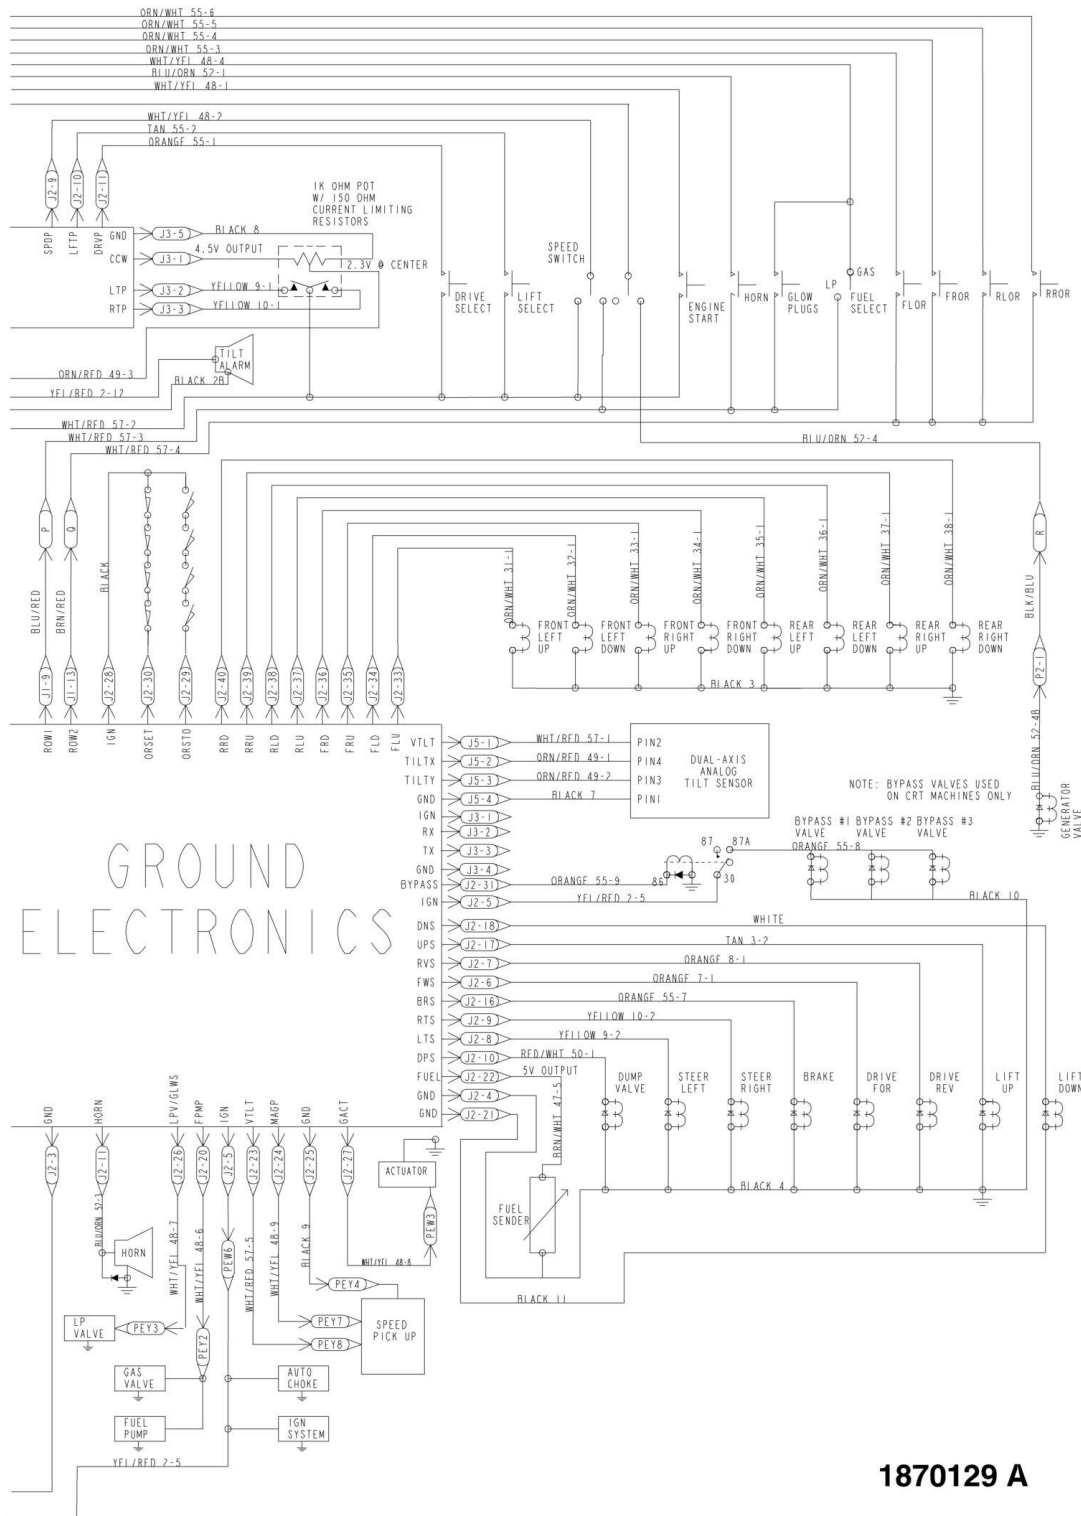 ORN/WHT 55-6
ORN/WHT 55-5
ORN/WHT 55-4
ORN/WHT 55-3
WHT/YEL 48-4
BLU/ORN 52-1
WHT/YEL 48-1
WHT/YEL 48-2
TAN 55-2
ORANGE 55-1
J2-9
J2-10
J2-11
SPDP
LFTP
DRVP
1K OHM POT
W/ 150 OHM
CURRENT LIMITING
RESISTORS
GND
J3-5
BLACK 8
CCW
J3-1
4.5V OUTPUT
2.3V @ CENTER
LTP
J3-2
YELLOW 9-1
RTP
J3-3
YELLOW 10-1
DRIVE
SELECT
LIFT
SELECT
SPEED
SWITCH
ENGINE
START
HORN
GLOW
PLUGS
GAS
LP
FUEL
SELECT
FLOR
FROR
RLOR
RROR
TILT
ALARM
ORN/RED 49-3
BLACK 2B
YEL/RED 2-12
WHT/RED 57-2
WHT/RED 57-3
WHT/RED 57-4
BLU/ORN 52-4
P
Q
R
BLU/RED
BRN/RED
BLACK
BLK/BLU
ORN/WHT 31-1
ORN/WHT 32-1
ORN/WHT 33-1
ORN/WHT 34-1
ORN/WHT 35-1
ORN/WHT 36-1
ORN/WHT 37-1
ORN/WHT 38-1
FRONT
LEFT
UP
FRONT
LEFT
DOWN
FRONT
RIGHT
UP
FRONT
RIGHT
DOWN
REAR
LEFT
UP
REAR
LEFT
DOWN
REAR
RIGHT
UP
REAR
RIGHT
DOWN
BLACK 3
J1-9
J1-13
J2-28
J2-30
J2-29
J2-40
J2-39
J2-38
J2-37
J2-36
J2-35
J2-34
J2-33
P2-1
ROW1
ROW2
IGN
ORSET
ORSTO
RRD
RRU
RLD
RLU
FRD
FRU
FLD
FLU
BLU/ORN 52-4B
GENERATOR
VALVE
VTLT
J5-1
WHT/RED 57-1
PIN2
TILTX
J5-2
ORN/RED 49-1
PIN4
TILTY
J5-3
ORN/RED 49-2
PIN3
GND
J5-4
BLACK 7
PIN1
DUAL-AXIS
ANALOG
TILT SENSOR
IGN
J3-1
RX
J3-2
TX
J3-3
GND
J3-4
NOTE: BYPASS VALVES USED
ON CRT MACHINES ONLY
BYPASS #1
VALVE
BYPASS #2
VALVE
BYPASS #3
VALVE
ORANGE 55-8
87
87A
86
30
BLACK 10
GROUND
ELECTRONICS
BYPASS
J2-31
ORANGE 55-9
IGN
J2-5
YEL/RED 2-5
DNS
J2-18
WHITE
UPS
J2-17
TAN 3-2
RVS
J2-7
ORANGE 8-1
FWS
J2-6
ORANGE 7-1
BRS
J2-16
ORANGE 55-7
RTS
J2-9
YELLOW 10-2
LTS
J2-8
YELLOW 9-2
DPS
J2-10
RED/WHT 50-1
FUEL
J2-22
5V OUTPUT
GND
J2-4
GND
J2-21
DUMP
VALVE
STEER
LEFT
STEER
RIGHT
BRAKE
DRIVE
FOR
DRIVE
REV
LIFT
UP
LIFT
DOWN
BRN/WHT 47-5
BLACK 4
FUEL
SENDER
BLACK 11
GND
HORN
LPV/GLWS
FPMP
IGN
VTLT
MAGP
GND
GACT
J2-3
J2-11
J2-26
J2-20
J2-5
J2-23
J2-24
J2-25
J2-27
ACTUATOR
PEW3
BLU/ORN 52-3
WHT/YEL 48-7
WHT/YEL 48-6
PEW6
WHT/RED 57-5
WHT/YEL 48-9
BLACK 9
WHT/YEL 48-8
HORN
PEY4
PEY7
PEY8
SPEED
PICK UP
LP
VALVE
PEY3
PEY2
GAS
VALVE
AUTO
CHOKE
FUEL
PUMP
IGN
SYSTEM
YEL/RED 2-5
1870129 A